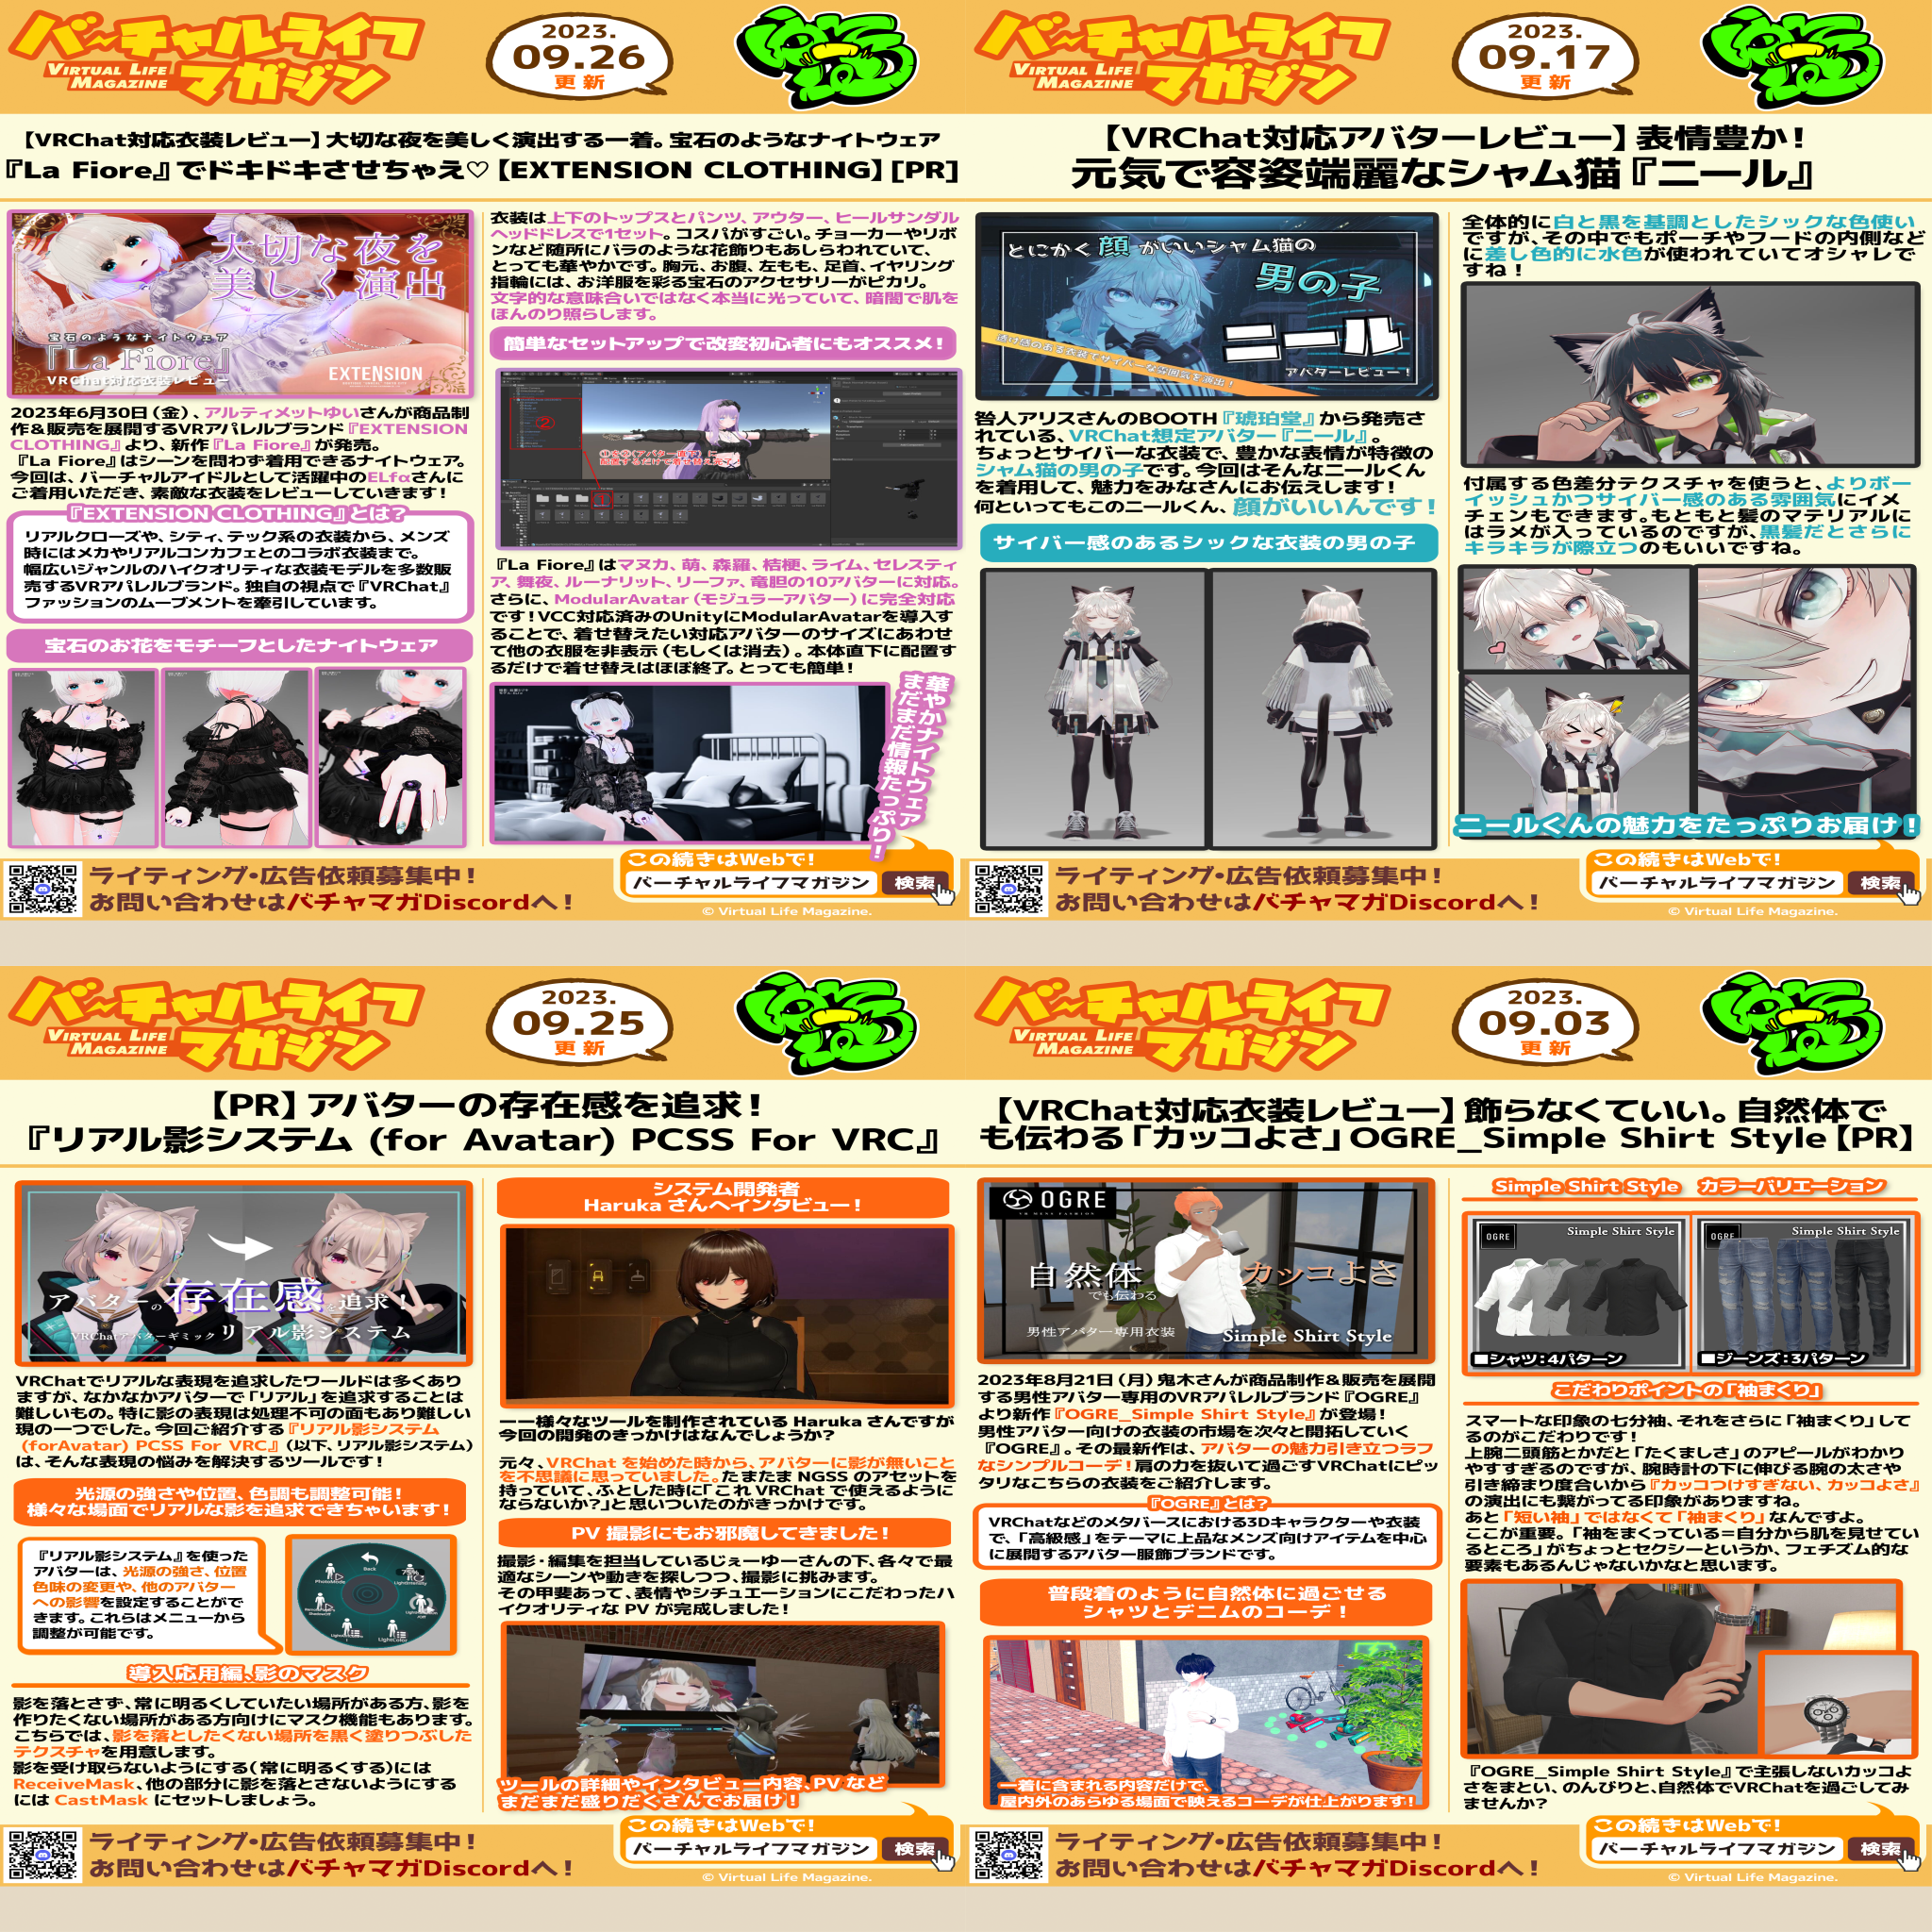 バーチャルライフ
マガジン
VIRTUAL LIFE
MAGAZINE
2023.
09.26
更新
【VRChat対応衣装レビュー】大切な夜を美しく演出する一着。宝石のようなナイトウェア
『La Fiore』でドキドキさせちゃえ♡【EXTENSION CLOTHING】[PR]
大切な夜を
美しく演出
宝石のようなナイトウェア
『La Fiore』
VRChat対応衣装レビュー
EXTENSION
2023年6月30日（金）、アルティメットゆいさんが商品制
作＆販売を展開するVRアパレルブランド『EXTENSION
CLOTHING』より、新作『La Fiore』が発売。
『La Fiore』はシーンを問わず着用できるナイトウェア。
今回は、バーチャルアイドルとして活躍中のELfαさんに
ご着用いただき、素敵な衣装をレビューしていきます！
『EXTENSION CLOTHING』とは？
リアルクローズや、シティ、テック系の衣装から、メンズ
時にはメカやリアルコンカフェとのコラボ衣装まで。
幅広いジャンルのハイクオリティな衣装モデルを多数販
売するVRアパレルブランド。独自の視点で『VRChat』
ファッションのムーブメントを牽引しています。
宝石のお花をモチーフとしたナイトウェア
衣装は上下のトップスとパンツ、アウター、ヒールサンダル
ヘッドドレスで1セット。コスパがすごい。チョーカーやリボ
ンなど随所にバラのような花飾りもあしらわれていて、
とっても華やかです。胸元、お腹、左もも、足首、イヤリング
指輪には、お洋服を彩る宝石のアクセサリーがピカリ。
文字的な意味合いではなく本当に光っていて、暗闇で肌を
ほんのり照らします。
簡単なセットアップで改変初心者にもオススメ！
②
①
『La Fiore』はマヌカ、萌、森羅、桔梗、ライム、セレスティ
ア、舞夜、ルーナリット、リーファ、竜胆の10アバターに対応。
さらに、ModularAvatar（モジュラーアバター）に完全対応
です！VCC対応済みのUnityにModularAvatarを導入す
ることで、着せ替えたい対応アバターのサイズにあわせ
て他の衣服を非表示（もしくは消去）。本体直下に配置す
るだけで着せ替えはほぼ終了。とっても簡単！
華やかナイトウェア
まだまだ情報たっぷり！
ライティング・広告依頼募集中！
お問い合わせはバチャマガDiscordへ！
この続きはWebで！
バーチャルライフマガジン
検索
© Virtual Life Magazine.
バーチャルライフ
マガジン
VIRTUAL LIFE
MAGAZINE
2023.
09.17
更新
【VRChat対応アバターレビュー】表情豊か！
元気で容姿端麗なシャム猫『ニール』
とにかく顔がいいシャム猫の
男の子
ニール
透け感のある衣装でサイバーな雰囲気を演出！
アバターレビュー！
咎人アリスさんのBOOTH『琥珀堂』から発売さ
れている、VRChat想定アバター『ニール』。
ちょっとサイバーな衣装で、豊かな表情が特徴の
シャム猫の男の子です。今回はそんなニールくん
を着用して、魅力をみなさんにお伝えします！
何といってもこのニールくん、顔がいいんです！
サイバー感のあるシックな衣装の男の子
全体的に白と黒を基調としたシックな色使い
ですが、その中でもポーチやフードの内側など
に差し色的に水色が使われていてオシャレで
すね！
付属する色差分テクスチャを使うと、よりボー
イッシュかつサイバー感のある雰囲気にイメ
チェンもできます。もともと髪のマテリアルに
はラメが入っているのですが、黒髪だとさらに
キラキラが際立つのもいいですね。
ニールくんの魅力をたっぷりお届け！
ライティング・広告依頼募集中！
お問い合わせはバチャマガDiscordへ！
この続きはWebで！
バーチャルライフマガジン
検索
© Virtual Life Magazine.
バーチャルライフ
マガジン
VIRTUAL LIFE
MAGAZINE
2023.
09.25
更新
【PR】アバターの存在感を追求！
『リアル影システム (for Avatar) PCSS For VRC』
アバターの存在感を追求！
VRChatアバターギミック リアル影システム
VRChatでリアルな表現を追求したワールドは多くあり
ますが、なかなかアバターで「リアル」を追求することは
難しいもの。特に影の表現は処理不可の面もあり難しい
現の一つでした。今回ご紹介する『リアル影システム
（forAvatar) PCSS For VRC』（以下、リアル影システム）
は、そんな表現の悩みを解決するツールです！
光源の強さや位置、色調も調整可能！
様々な場面でリアルな影を追求できちゃいます！
『リアル影システム』を使った
アバターは、光源の強さ、位置
色味の変更や、他のアバター
への影響を設定することがで
きます。これらはメニューから
調整が可能です。
Back
PhotoMode
LightColor
導入応用編、影のマスク
影を落とさず、常に明るくしていたい場所がある方、影を
作りたくない場所がある方向けにマスク機能もあります。
こちらでは、影を落としたくない場所を黒く塗りつぶした
テクスチャを用意します。
影を受け取らないようにする(常に明るくする)には
ReceiveMask、他の部分に影を落とさないようにする
には CastMask にセットしましょう。
システム開発者
Haruka さんへインタビュー！
ーー様々なツールを制作されている Haruka さんですが
今回の開発のきっかけはなんでしょうか？
元々、VRChat を始めた時から、アバターに影が無いこと
を不思議に思っていました。たまたま NGSS のアセットを
持っていて、ふとした時に「これ VRChat で使えるように
ならないか？」と思いついたのがきっかけです。
PV 撮影にもお邪魔してきました！
撮影・編集を担当しているじぇーゆーさんの下、各々で最
適なシーンや動きを探しつつ、撮影に挑みます。
その甲斐あって、表情やシチュエーションにこだわったハ
イクオリティな PV が完成しました！
ツールの詳細やインタビュー内容、PV など
まだまだ盛りだくさんでお届け！
ライティング・広告依頼募集中！
お問い合わせはバチャマガDiscordへ！
この続きはWebで！
バーチャルライフマガジン
検索
© Virtual Life Magazine.
バーチャルライフ
マガジン
VIRTUAL LIFE
MAGAZINE
2023.
09.03
更新
【VRChat対応衣装レビュー】飾らなくていい。自然体で
も伝わる「カッコよさ」OGRE_Simple Shirt Style【PR】
OGRE
VR MENS FASHION
自然体
でも伝わる
カッコよさ
男性アバター専用衣装
Simple Shirt Style
2023年8月21日（月）鬼木さんが商品制作＆販売を展開
する男性アバター専用のVRアパレルブランド『OGRE』
より新作『OGRE_Simple Shirt Style』が登場！
男性アバター向けの衣装の市場を次々と開拓していく
『OGRE』。その最新作は、アバターの魅力引き立つラフ
なシンプルコーデ！肩の力を抜いて過ごすVRChatにピッ
タリなこちらの衣装をご紹介します。
『OGRE』とは？
VRChatなどのメタバースにおける3Dキャラクターや衣装
で、「高級感」をテーマに上品なメンズ向けアイテムを中心
に展開するアバター服飾ブランドです。
普段着のように自然体に過ごせる
シャツとデニムのコーデ！
一着に含まれる内容だけで、
屋内外のあらゆる場面で映えるコーデが仕上がります！
Simple Shirt Style カラーバリエーション
OGRE
Simple Shirt Style
■シャツ：4パターン
OGRE
Simple Shirt Style
■ジーンズ：3パターン
こだわりポイントの「袖まくり」
スマートな印象の七分袖、それをさらに「袖まくり」して
るのがこだわりです！
上腕二頭筋とかだと「たくましさ」のアピールがわかり
やすすぎるのですが、腕時計の下に伸びる腕の太さや
引き締まり度合いから『カッコつけすぎない、カッコよさ』
の演出にも繋がってる印象がありますね。
あと「短い袖」ではなくて「袖まくり」なんですよ。
ここが重要。「袖をまくっている＝自分から肌を見せてい
るところ」がちょっとセクシーというか、フェチズム的な
要素もあるんじゃないかなと思います。
『OGRE_Simple Shirt Style』で主張しないカッコよ
さをまとい、のんびりと、自然体でVRChatを過ごしてみ
ませんか？
ライティング・広告依頼募集中！
お問い合わせはバチャマガDiscordへ！
この続きはWebで！
バーチャルライフマガジン
検索
© Virtual Life Magazine.